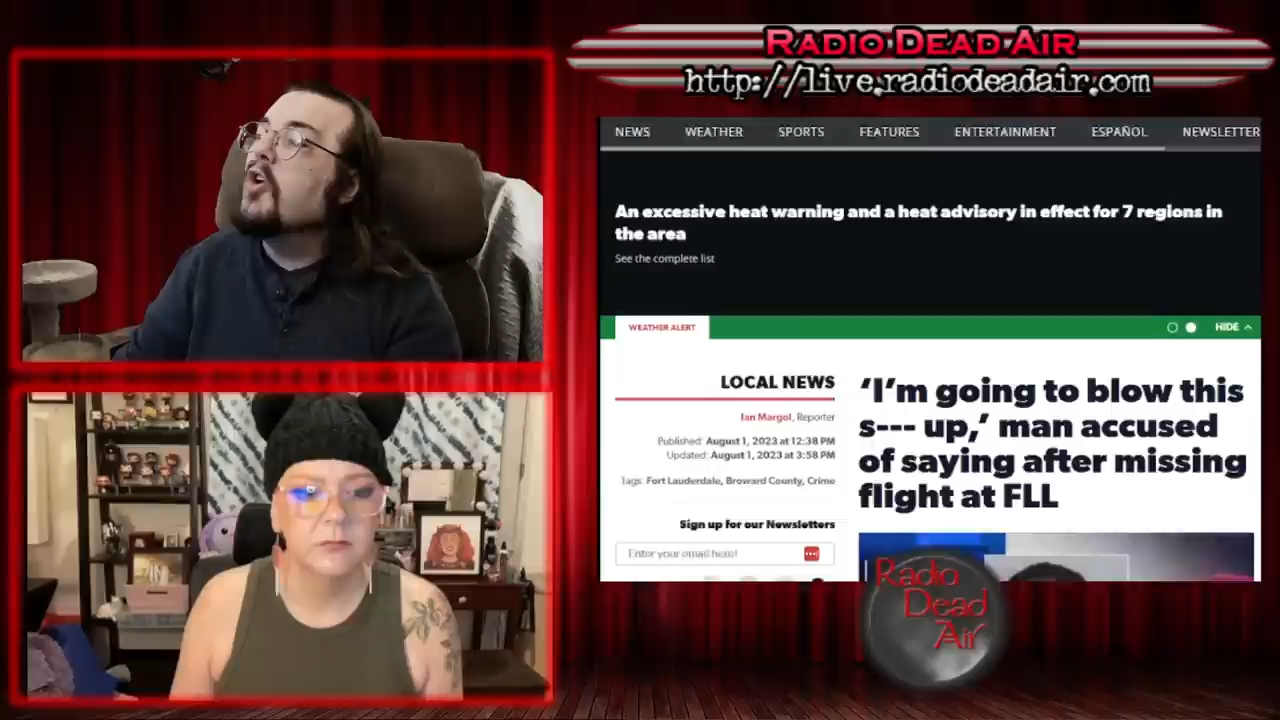 RADIO DEAD AIR
http://live.radiodeadair.com
NEWS WEATHER SPORTS FEATURES ENTERTAINMENT ESPAÑOL NEWSLETTER
An excessive heat warning and a heat advisory in effect for 7 regions in
the area
See the complete list
WEATHER ALERT
HIDE
LOCAL NEWS
Ian Margol, Reporter
Published: August 1, 2023 at 12:38 PM
Updated: August 1, 2023 at 3:58 PM
Tags: Fort Lauderdale, Broward County, Crime
Sign up for our Newsletters
Enter your email here!
‘I’m going to blow this
s--- up,’ man accused
of saying after missing
flight at FLL
Radio
Dead
Air